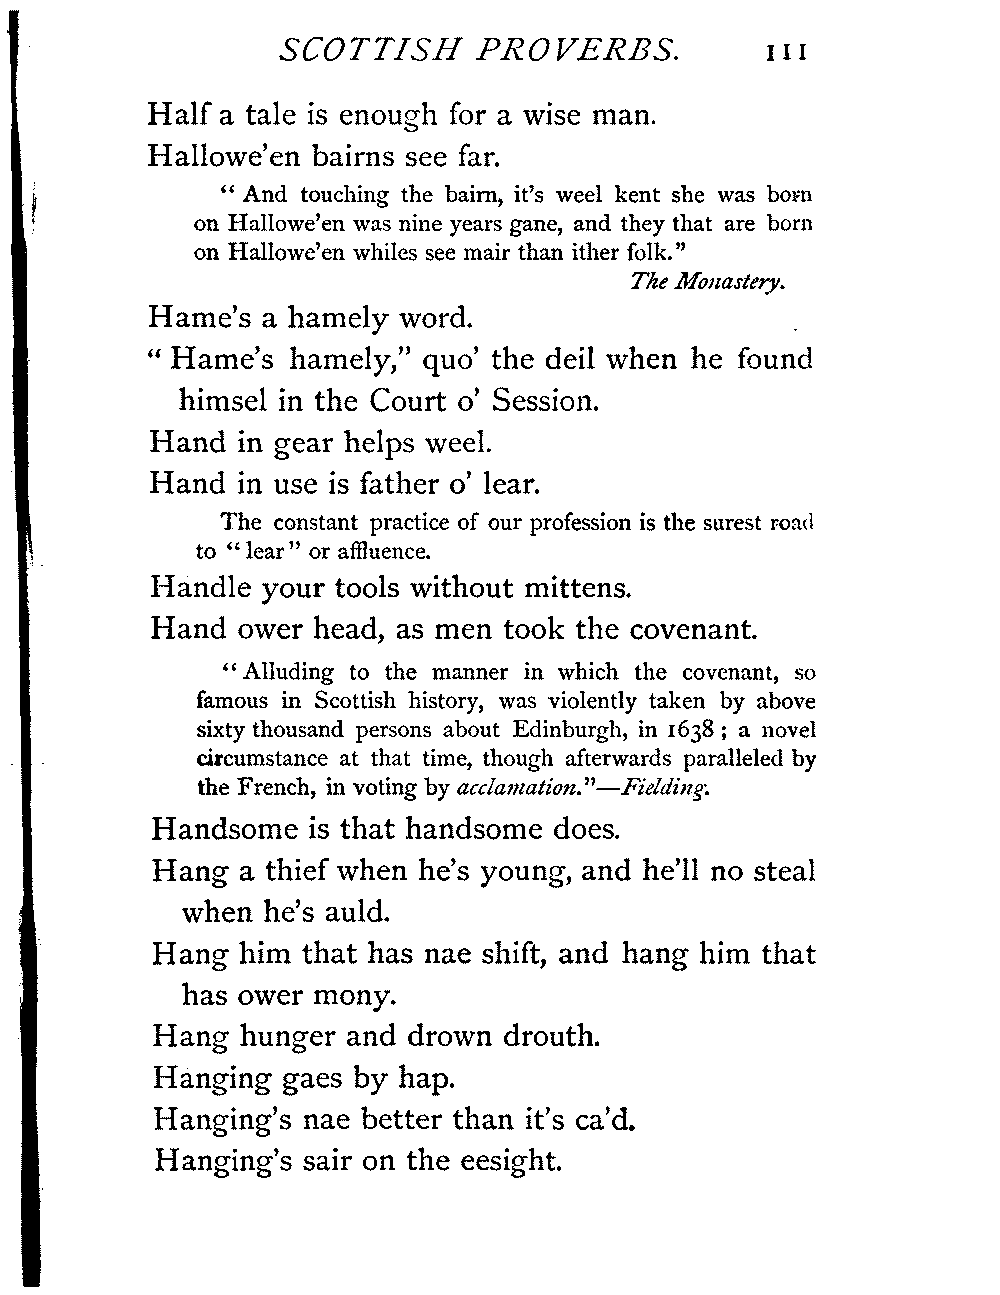 SCOTTISH PROVERBS. 111
Half a tale is enough for a wise man.
Hallowe'en bairns see far.
" And touching the bairn, it's weel kent she was born
on Hallowe'en was nine years gane, and they that are born
on Hallowe'en whiles see mair than ither folk."
The Monastery.
Hame's a hamely word.
" Hame's hamely," quo' the deil when he found
himsel in the Court o' Session.
Hand in gear helps weel.
Hand in use is father o' lear.
The constant practice of our profession is the surest road
to " lear " or affluence.
Handle your tools without mittens.
Hand ower head, as men took the covenant.
" Alluding to the manner in which the covenant, so
famous in Scottish history, was violently taken by above
sixty thousand persons about Edinburgh, in 1638 ; a novel
circumstance at that time, though afterwards paralleled by
the French, in voting by acclamation."—Fielding.
Handsome is that handsome does.
Hang a thief when he's young, and he'll no steal
when he's auld.
Hang him that has nae shift, and hang him that
has ower mony.
Hang hunger and drown drouth.
Hanging gaes by hap.
Hanging's nae better than it's ca'd.
Hanging's sair on the eesight.